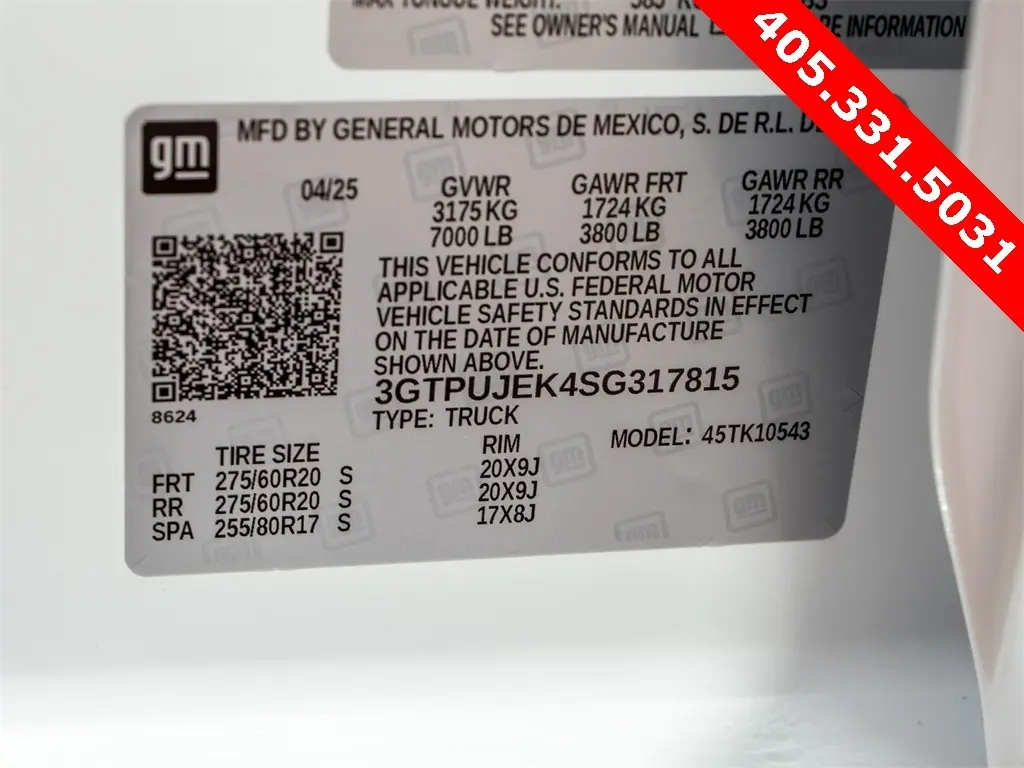 SEE OWNER'S MANUAL RE INFORMATION
405.331.5031
gm
MFD BY GENERAL MOTORS DE MEXICO, S. DE R.L.
04/25 GVWR GAWR FRT GAWR RR
3175 KG 1724 KG 1724 KG
7000 LB 3800 LB 3800 LB
THIS VEHICLE CONFORMS TO ALL
APPLICABLE U.S. FEDERAL MOTOR
VEHICLE SAFETY STANDARDS IN EFFECT
ON THE DATE OF MANUFACTURE
SHOWN ABOVE.
3GTPUJEK4SG317815
8624
TYPE: TRUCK
TIRE SIZE RIM MODEL: 45TK10543
FRT 275/60R20 S 20X9J
RR 275/60R20 S 20X9J
SPA 255/80R17 S 17X8J